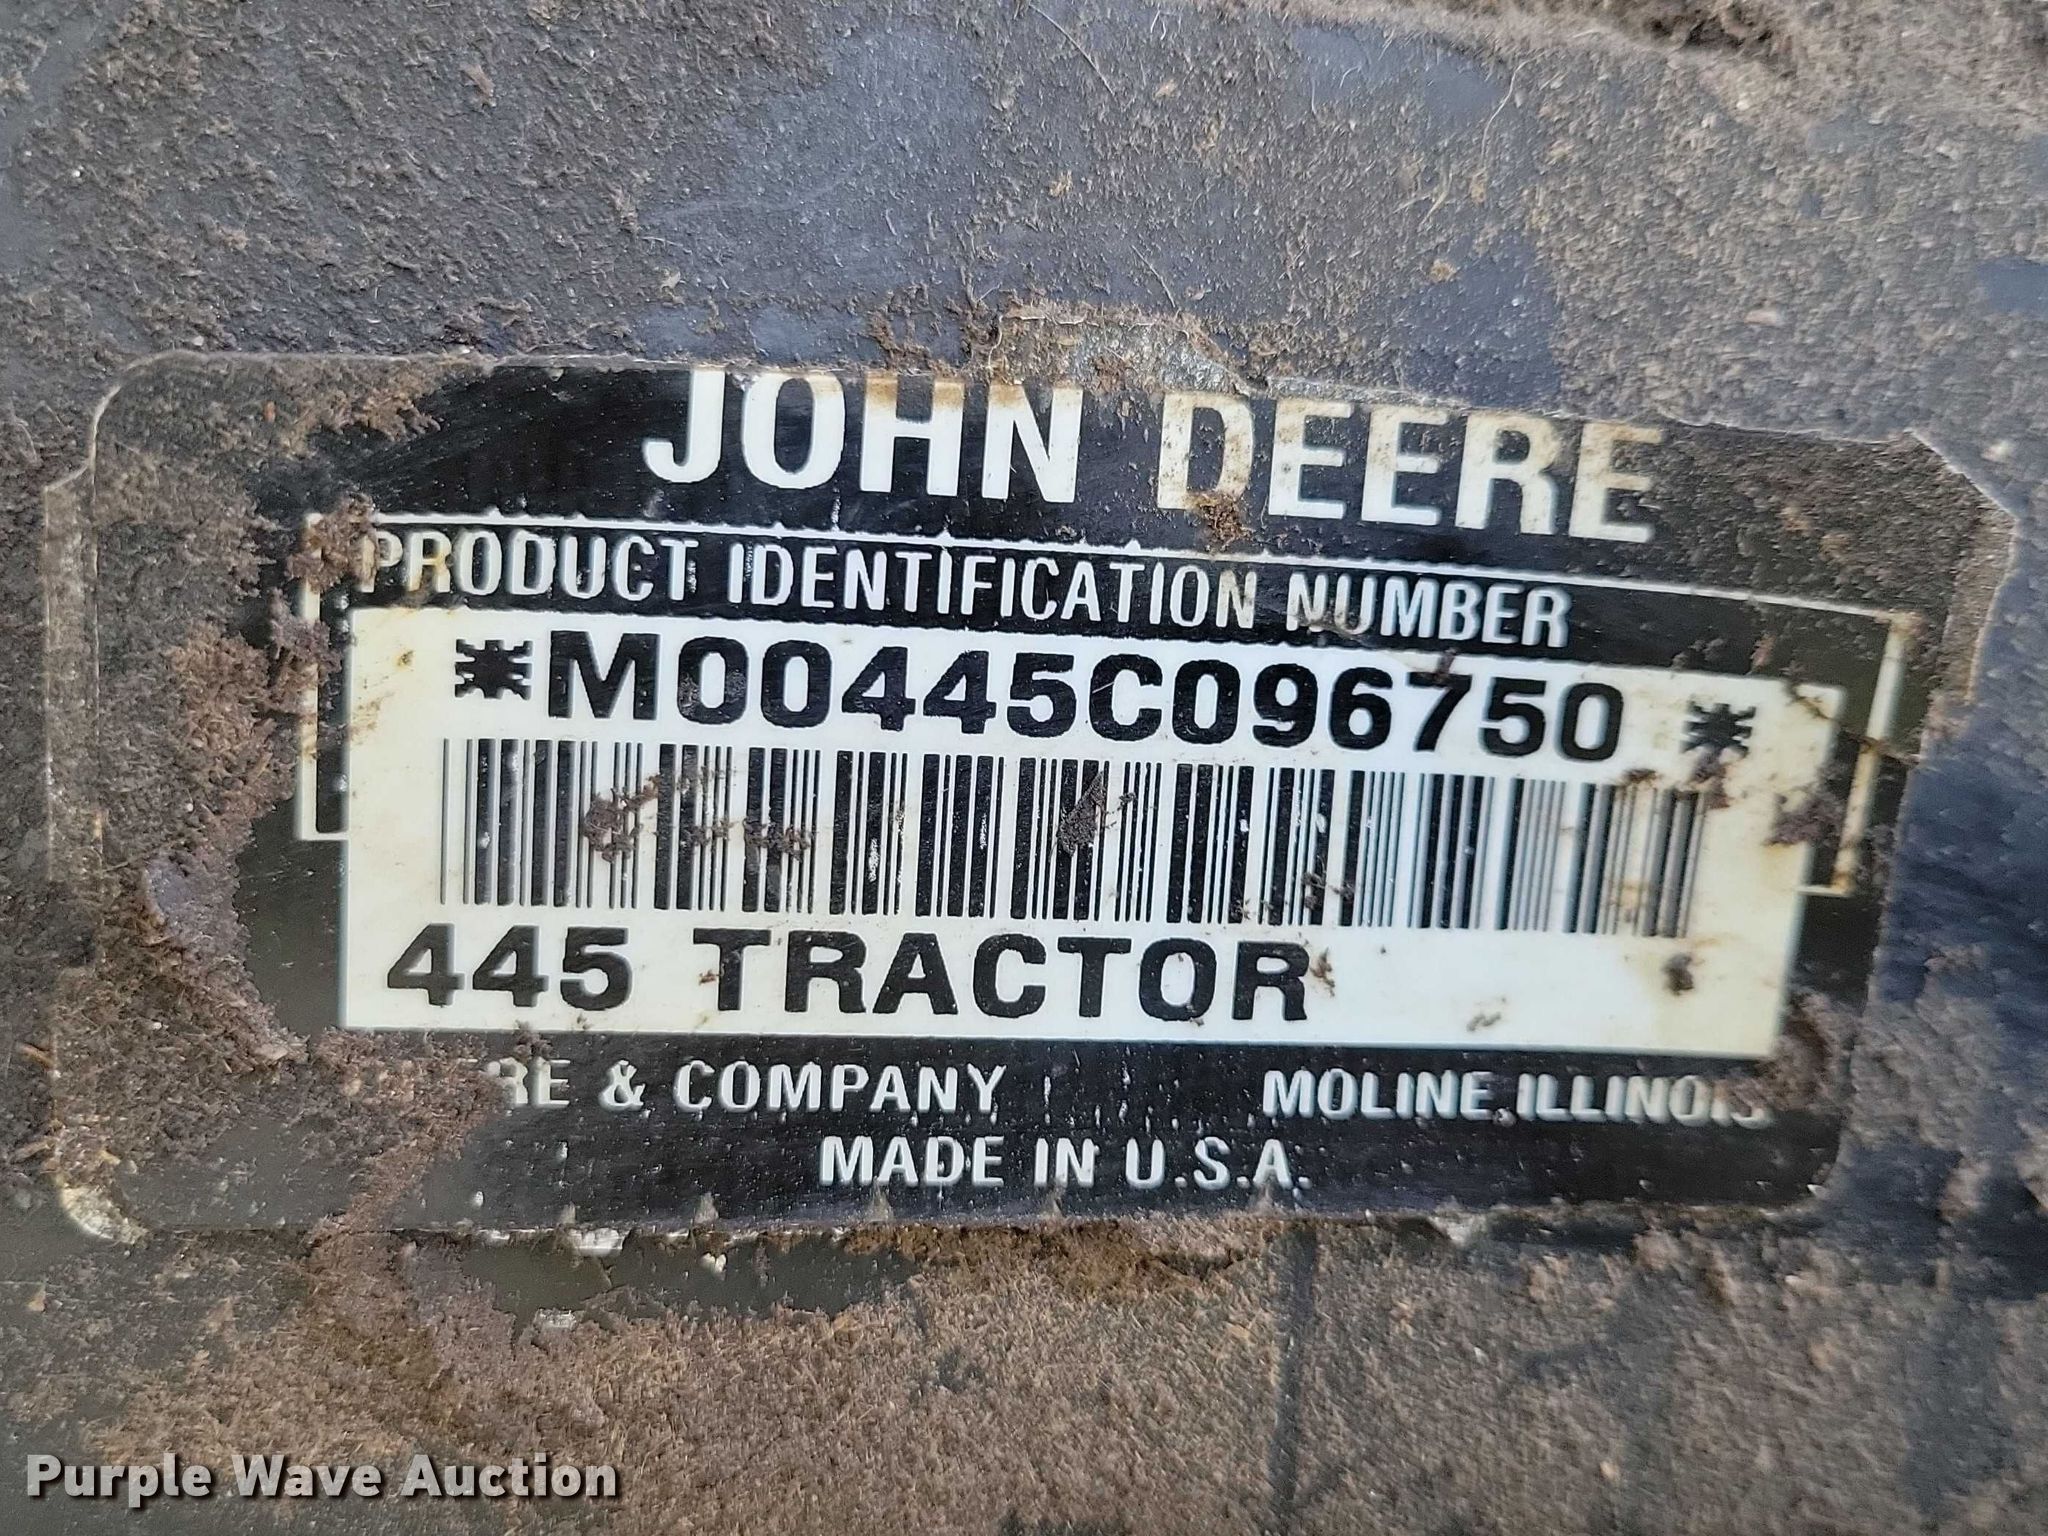 JOHN DEERE
PRODUCT IDENTIFICATION NUMBER
*M00445C096750 *
445 TRACTOR
RE & COMPANY MOLINE, ILLINOIS
MADE IN U.S.A.
Purple Wave Auction